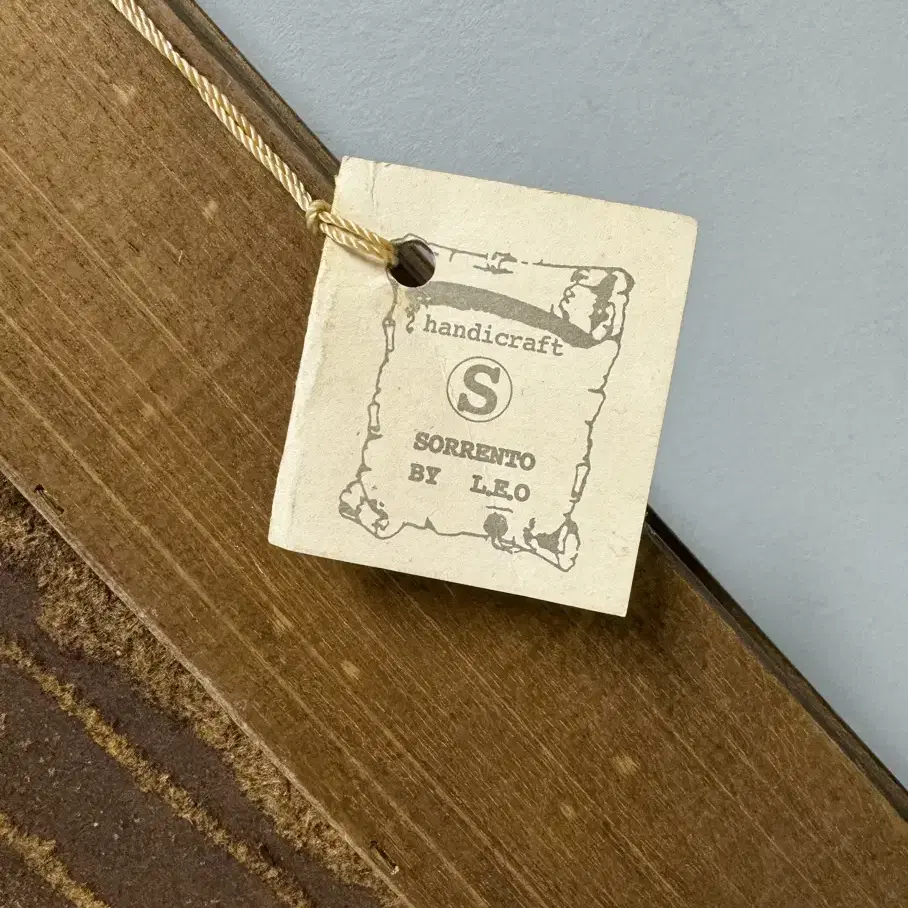 handicraft
S
SORRENTO
BY L.E.O